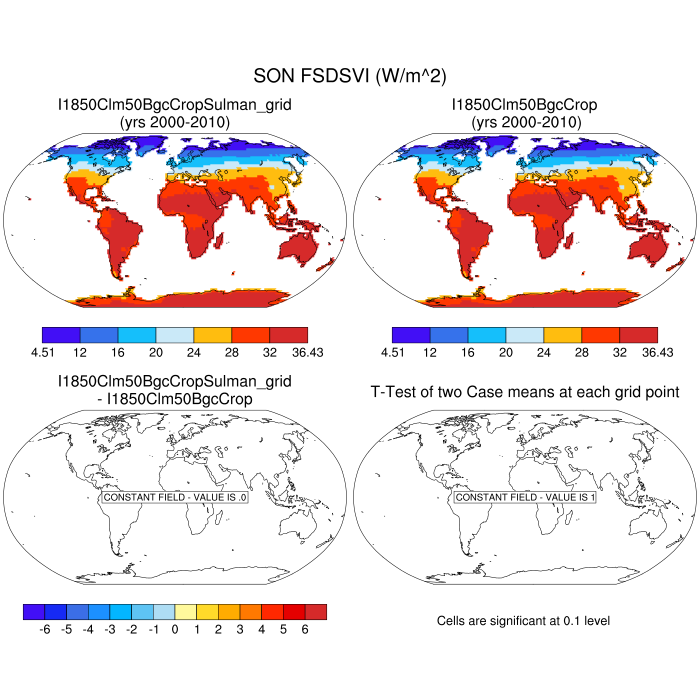 SON FSDSVI (W/m^2)
I1850Clm50BgcCropSulman_grid
(yrs 2000-2010)
I1850Clm50BgcCrop
(yrs 2000-2010)
4.51 12 16 20 24 28 32 36.43
4.51 12 16 20 24 28 32 36.43
I1850Clm50BgcCropSulman_grid
- I1850Clm50BgcCrop
T-Test of two Case means at each grid point
CONSTANT FIELD - VALUE IS .0
CONSTANT FIELD - VALUE IS 1
-6 -5 -4 -3 -2 -1 0 1 2 3 4 5 6
Cells are significant at 0.1 level